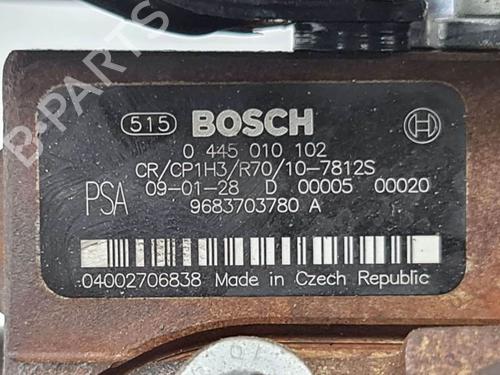 515 BOSCH
0 445 010 102
CR/CP1H3/R70/10-7812S
PSA 09-01-28 D 00005 00020
9683703780 A
04002706838 Made in Czech Republic